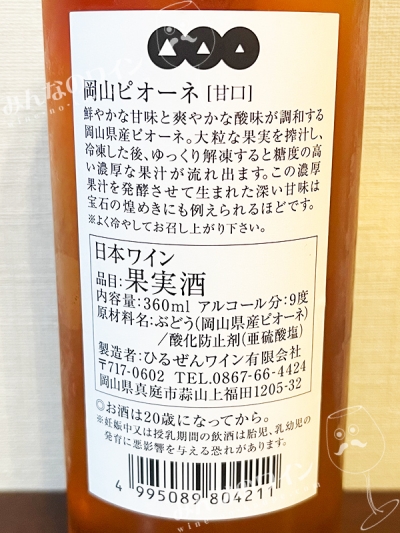 岡山ピオーネ [甘口]
鮮やかな甘味と爽やかな酸味が調和する
岡山県産ピオーネ。大粒な果実を搾汁し、
冷凍した後、ゆっくり解凍すると糖度の高
い濃厚な果汁が流れ出ます。この濃厚
果汁を発酵させて生まれた深い甘味は
宝石の煌めきにも例えられるほどです。
※よく冷やしてお召し上がり下さい。
日本ワイン
品目:果実酒
内容量:360ml アルコール分:9度
原材料名:ぶどう(岡山県産ピオーネ)
/酸化防止剤(亜硫酸塩)
製造者:ひるぜんワイン有限会社
〒717-0602 TEL.0867-66-4424
岡山県真庭市蒜山上福田1205-32
◎お酒は20歳になってから。
※妊娠中又は授乳期間の飲酒は胎児、乳幼児の
発育に悪影響を与える恐れがあります。
4 995089 804211